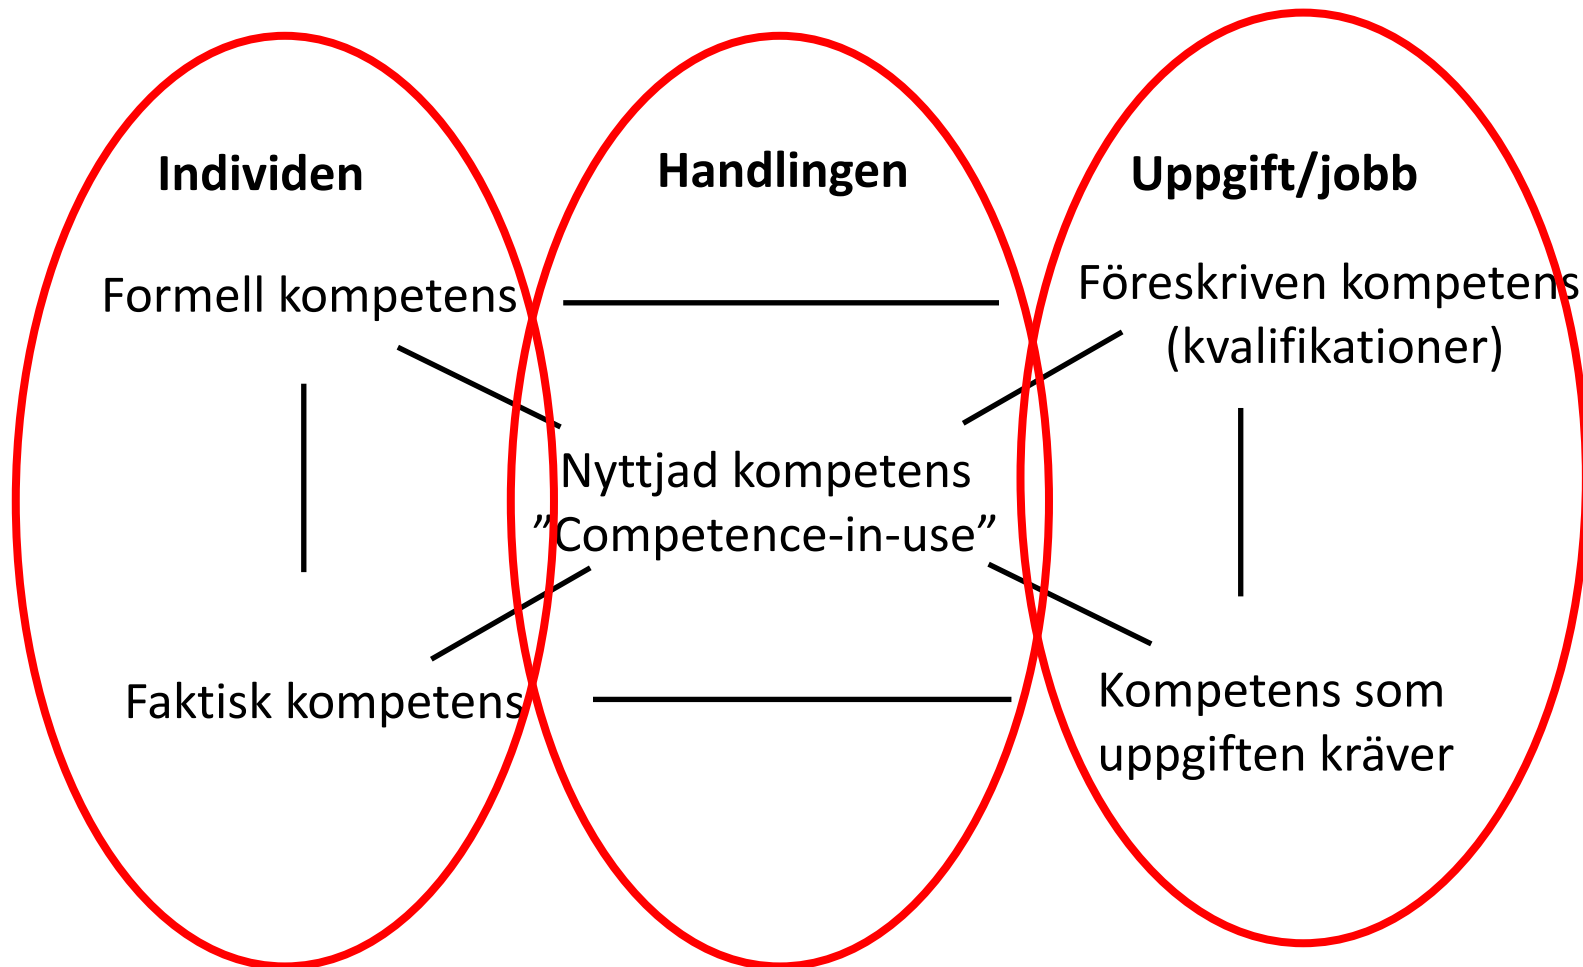 Individen
Handlingen
Uppgift/jobb
Formell kompetens
Föreskriven kompetens
(kvalifikationer)
Nyttjad kompetens
”Competence-in-use”
Faktisk kompetens
Kompetens som
uppgiften kräver